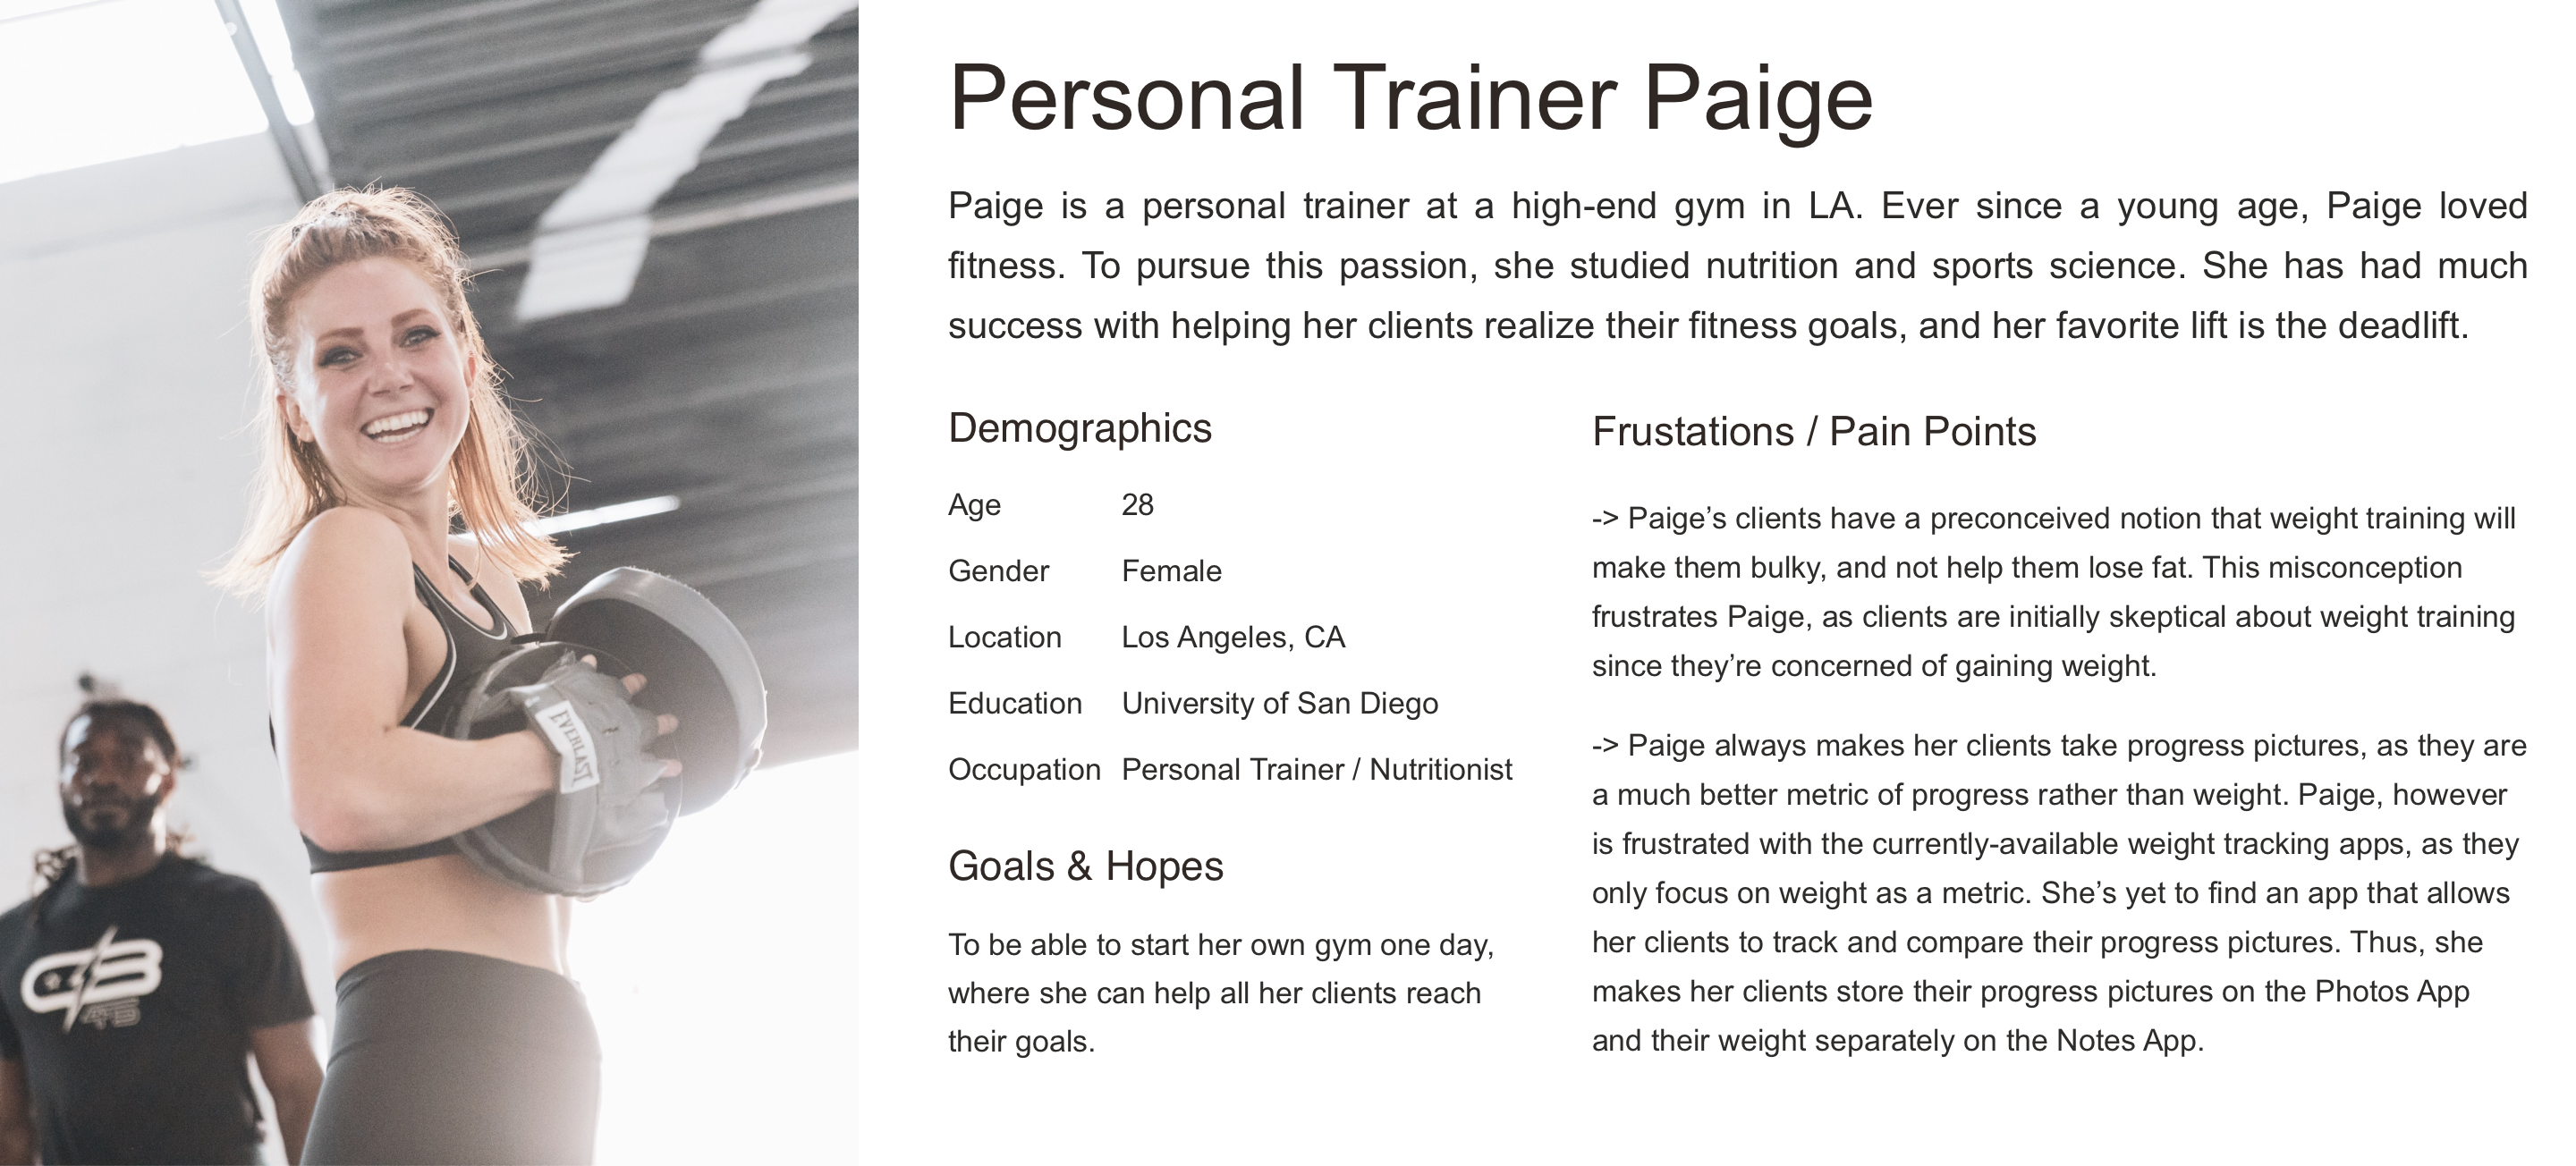 Personal Trainer Paige
Paige is a personal trainer at a high-end gym in LA. Ever since a young age, Paige loved
fitness. To pursue this passion, she studied nutrition and sports science. She has had much
success with helping her clients realize their fitness goals, and her favorite lift is the deadlift.
Demographics
Age 28
Gender Female
Location Los Angeles, CA
Education University of San Diego
Occupation Personal Trainer / Nutritionist
Goals & Hopes
To be able to start her own gym one day,
where she can help all her clients reach
their goals.
Frustations / Pain Points
-> Paige’s clients have a preconceived notion that weight training will
make them bulky, and not help them lose fat. This misconception
frustrates Paige, as clients are initially skeptical about weight training
since they’re concerned of gaining weight.
-> Paige always makes her clients take progress pictures, as they are
a much better metric of progress rather than weight. Paige, however
is frustrated with the currently-available weight tracking apps, as they
only focus on weight as a metric. She’s yet to find an app that allows
her clients to track and compare their progress pictures. Thus, she
makes her clients store their progress pictures on the Photos App
and their weight separately on the Notes App.
EVERLAST
45